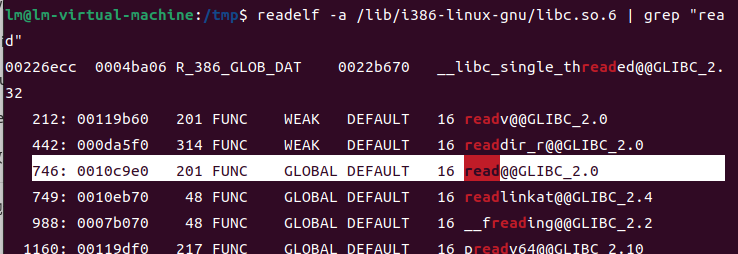 lm@lm-virtual-machine:/tmp$ readelf -a /lib/i386-linux-gnu/libc.so.6 | grep "rea
d"
00226ecc  0004ba06 R_386_GLOB_DAT    0022b670   __libc_single_threaded@@GLIBC_2.
32
   212: 00119b60   201 FUNC    WEAK   DEFAULT   16 readv@@GLIBC_2.0
   442: 000da5f0   314 FUNC    WEAK   DEFAULT   16 readdir_r@@GLIBC_2.0
   746: 0010c9e0   201 FUNC    GLOBAL DEFAULT   16 read@@GLIBC_2.0
   749: 0010eb70    48 FUNC    GLOBAL DEFAULT   16 readlinkat@@GLIBC_2.4
   988: 0007b070    48 FUNC    GLOBAL DEFAULT   16 __freading@@GLIBC_2.2
  1160: 00119df0   217 FUNC    GLOBAL DEFAULT   16 preadv64@@GLIBC_2.10